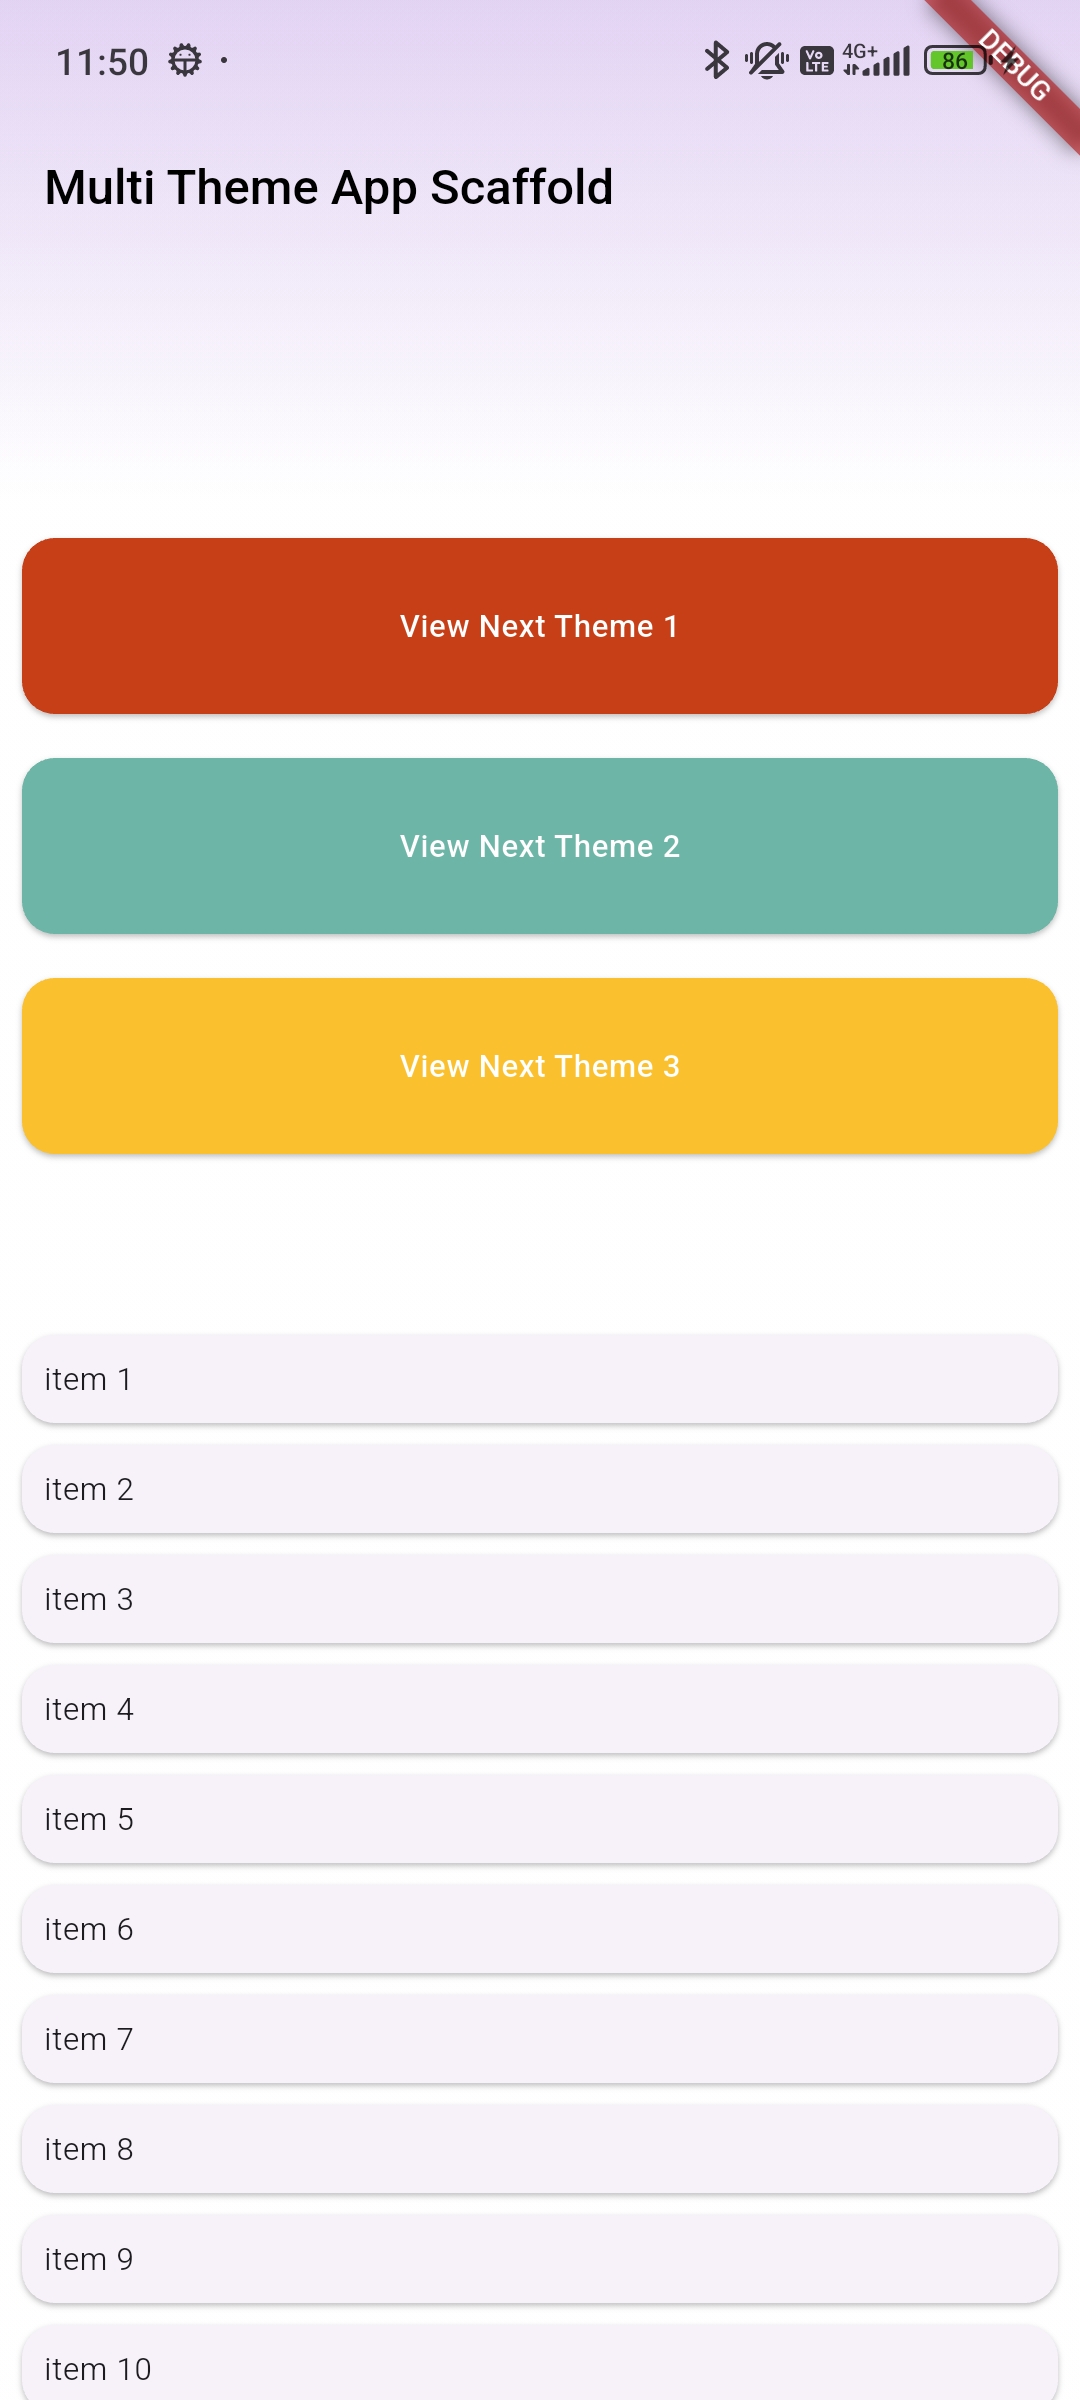 11:50
Vo
LTE
4G+
86
DEBUG
Multi Theme App Scaffold
View Next Theme 1
View Next Theme 2
View Next Theme 3
item 1
item 2
item 3
item 4
item 5
item 6
item 7
item 8
item 9
item 10